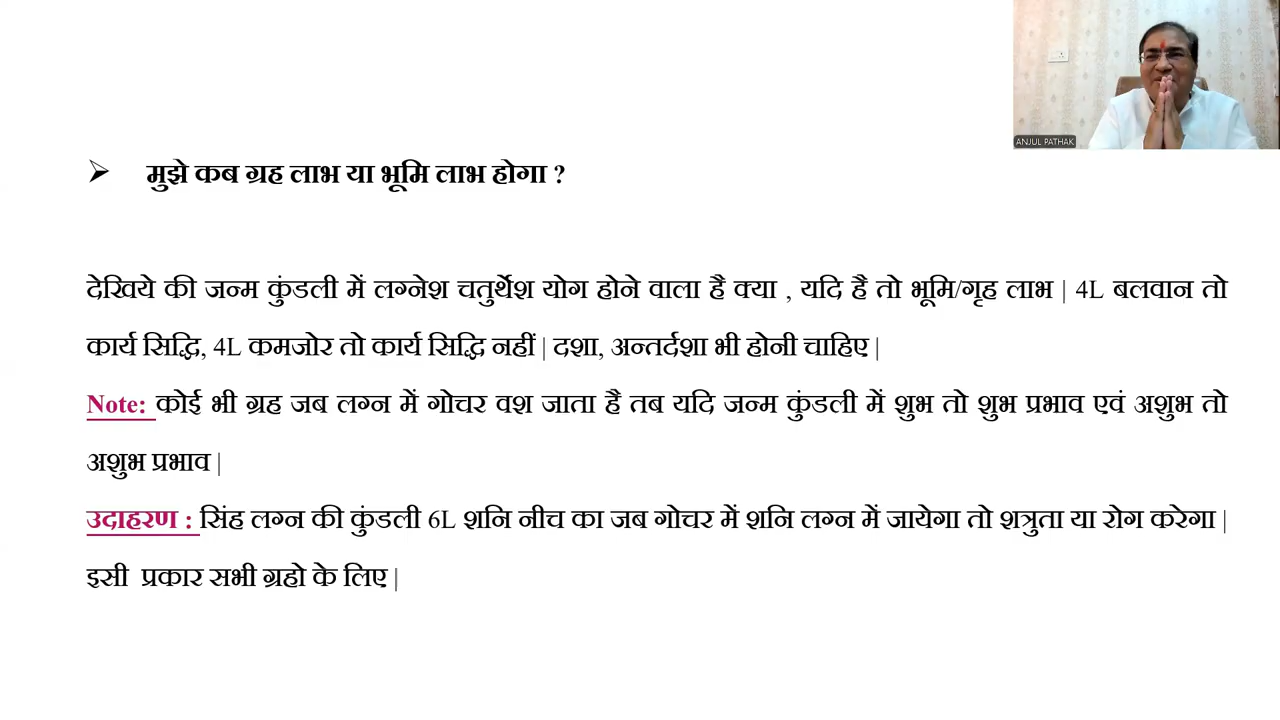 ANJUL PATHAK
➢ मुझे कब ग्रह लाभ या भूमि लाभ होगा ?
देखिये की जन्म कुंडली में लग्नेश चतुर्थेश योग होने वाला है क्या , यदि है तो भूमि/गृह लाभ | 4L बलवान तो
कार्य सिद्धि, 4L कमजोर तो कार्य सिद्धि नहीं | दशा, अन्तर्दशा भी होनी चाहिए |
Note: कोई भी ग्रह जब लग्न में गोचर वश जाता है तब यदि जन्म कुंडली में शुभ तो शुभ प्रभाव एवं अशुभ तो
अशुभ प्रभाव |
उदाहरण : सिंह लग्न की कुंडली 6L शनि नीच का जब गोचर में शनि लग्न में जायेगा तो शत्रुता या रोग करेगा |
इसी प्रकार सभी ग्रहो के लिए |